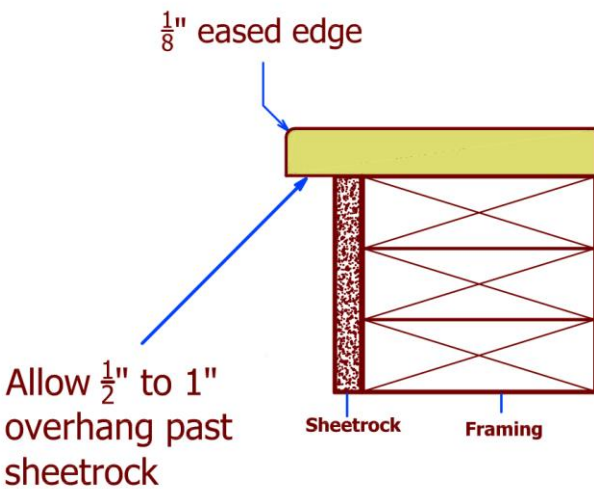 ⅛" eased edge
Allow ½" to 1"
overhang past
sheetrock
Sheetrock
Framing